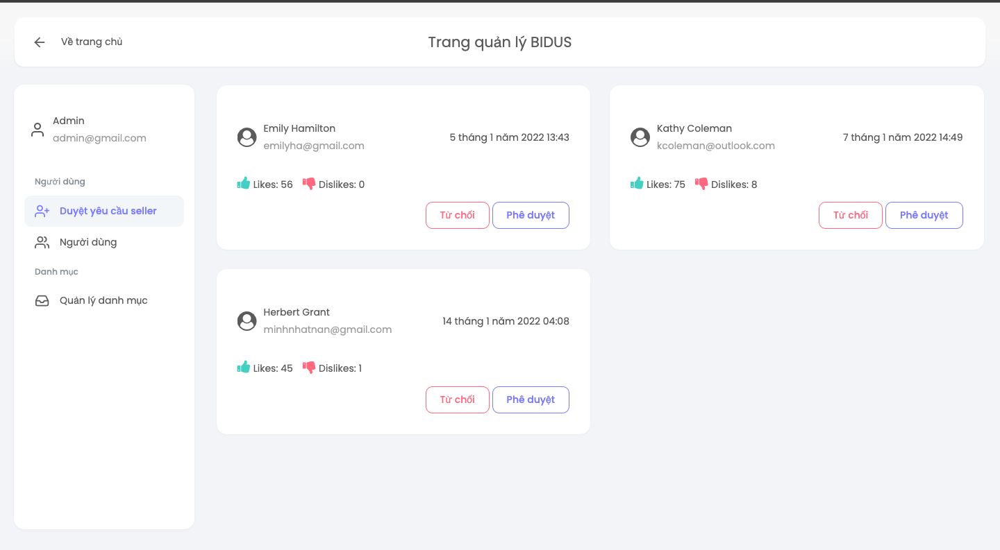 Về trang chủ
Trang quản lý BIDUS
Admin
admin@gmail.com
Người dùng
Duyệt yêu cầu seller
Người dùng
Danh mục
Quản lý danh mục
Emily Hamilton
emilyha@gmail.com
5 tháng 1 năm 2022 13:43
Likes: 56 Dislikes: 0
Từ chối Phê duyệt
Kathy Coleman
kcoleman@outlook.com
7 tháng 1 năm 2022 14:49
Likes: 75 Dislikes: 8
Từ chối Phê duyệt
Herbert Grant
minhnhatnan@gmail.com
14 tháng 1 năm 2022 04:08
Likes: 45 Dislikes: 1
Từ chối Phê duyệt